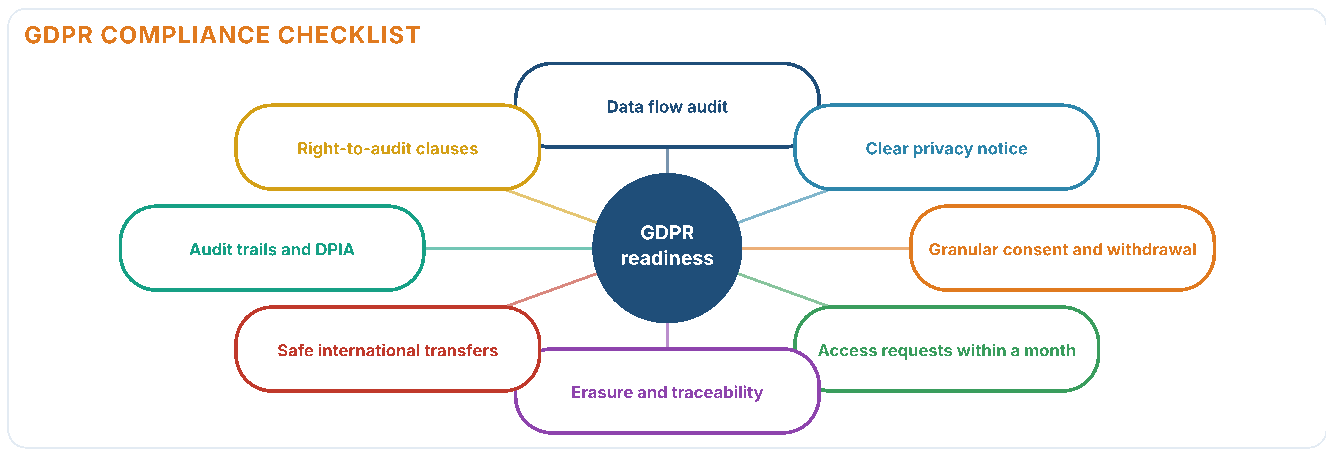 GDPR COMPLIANCE CHECKLIST
Data flow audit
Right-to-audit clauses
Clear privacy notice
GDPR
readiness
Audit trails and DPIA
Granular consent and withdrawal
Safe international transfers
Access requests within a month
Erasure and traceability